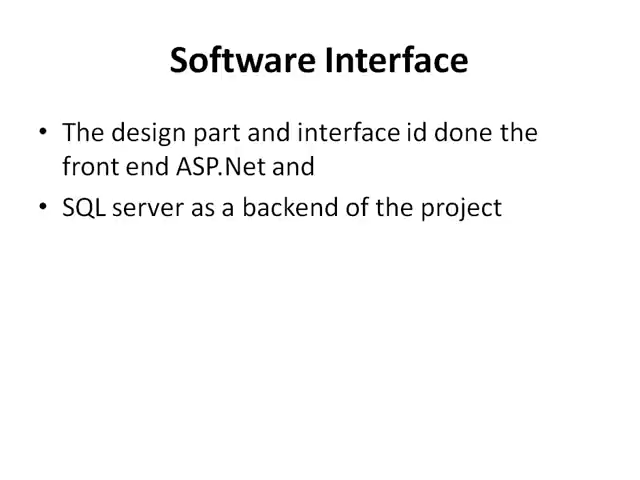 Software Interface
• The design part and interface id done the
front end ASP.Net and
• SQL server as a backend of the project